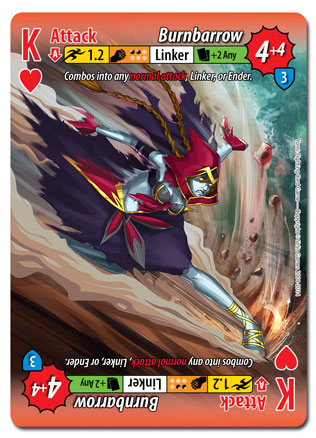 K Attack Burnbarrow
A 1.2 Linker +2 Any 4+4
3
Combos into any normal attack, Linker, or Ender.
K Attack Burnbarrow
A 1.2 Linker +2 Any 4+4
3
Combos into any normal attack, Linker, or Ender.